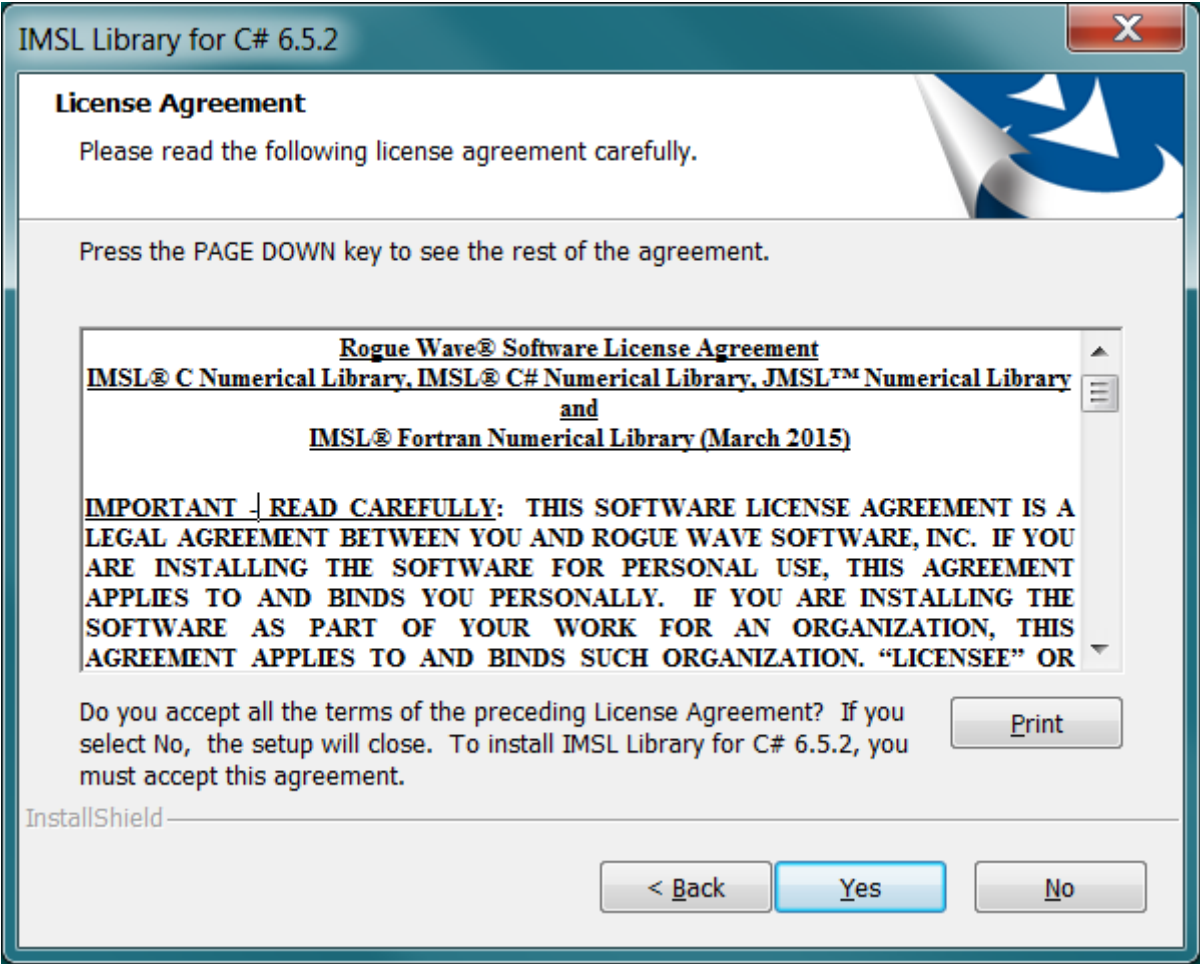 IMSL Library for C# 6.5.2
License Agreement
Please read the following license agreement carefully.
Press the PAGE DOWN key to see the rest of the agreement.
Rogue Wave® Software License Agreement
IMSL® C Numerical Library, IMSL® C# Numerical Library, JMSL™ Numerical Library
and
IMSL® Fortran Numerical Library (March 2015)
IMPORTANT - READ CAREFULLY: THIS SOFTWARE LICENSE AGREEMENT IS A
LEGAL AGREEMENT BETWEEN YOU AND ROGUE WAVE SOFTWARE, INC. IF YOU
ARE INSTALLING THE SOFTWARE FOR PERSONAL USE, THIS AGREEMENT
APPLIES TO AND BINDS YOU PERSONALLY. IF YOU ARE INSTALLING THE
SOFTWARE AS PART OF YOUR WORK FOR AN ORGANIZATION, THIS
AGREEMENT APPLIES TO AND BINDS SUCH ORGANIZATION. “LICENSEE” OR
Do you accept all the terms of the preceding License Agreement? If you
select No, the setup will close. To install IMSL Library for C# 6.5.2, you
must accept this agreement.
Print
InstallShield
< Back
Yes
No